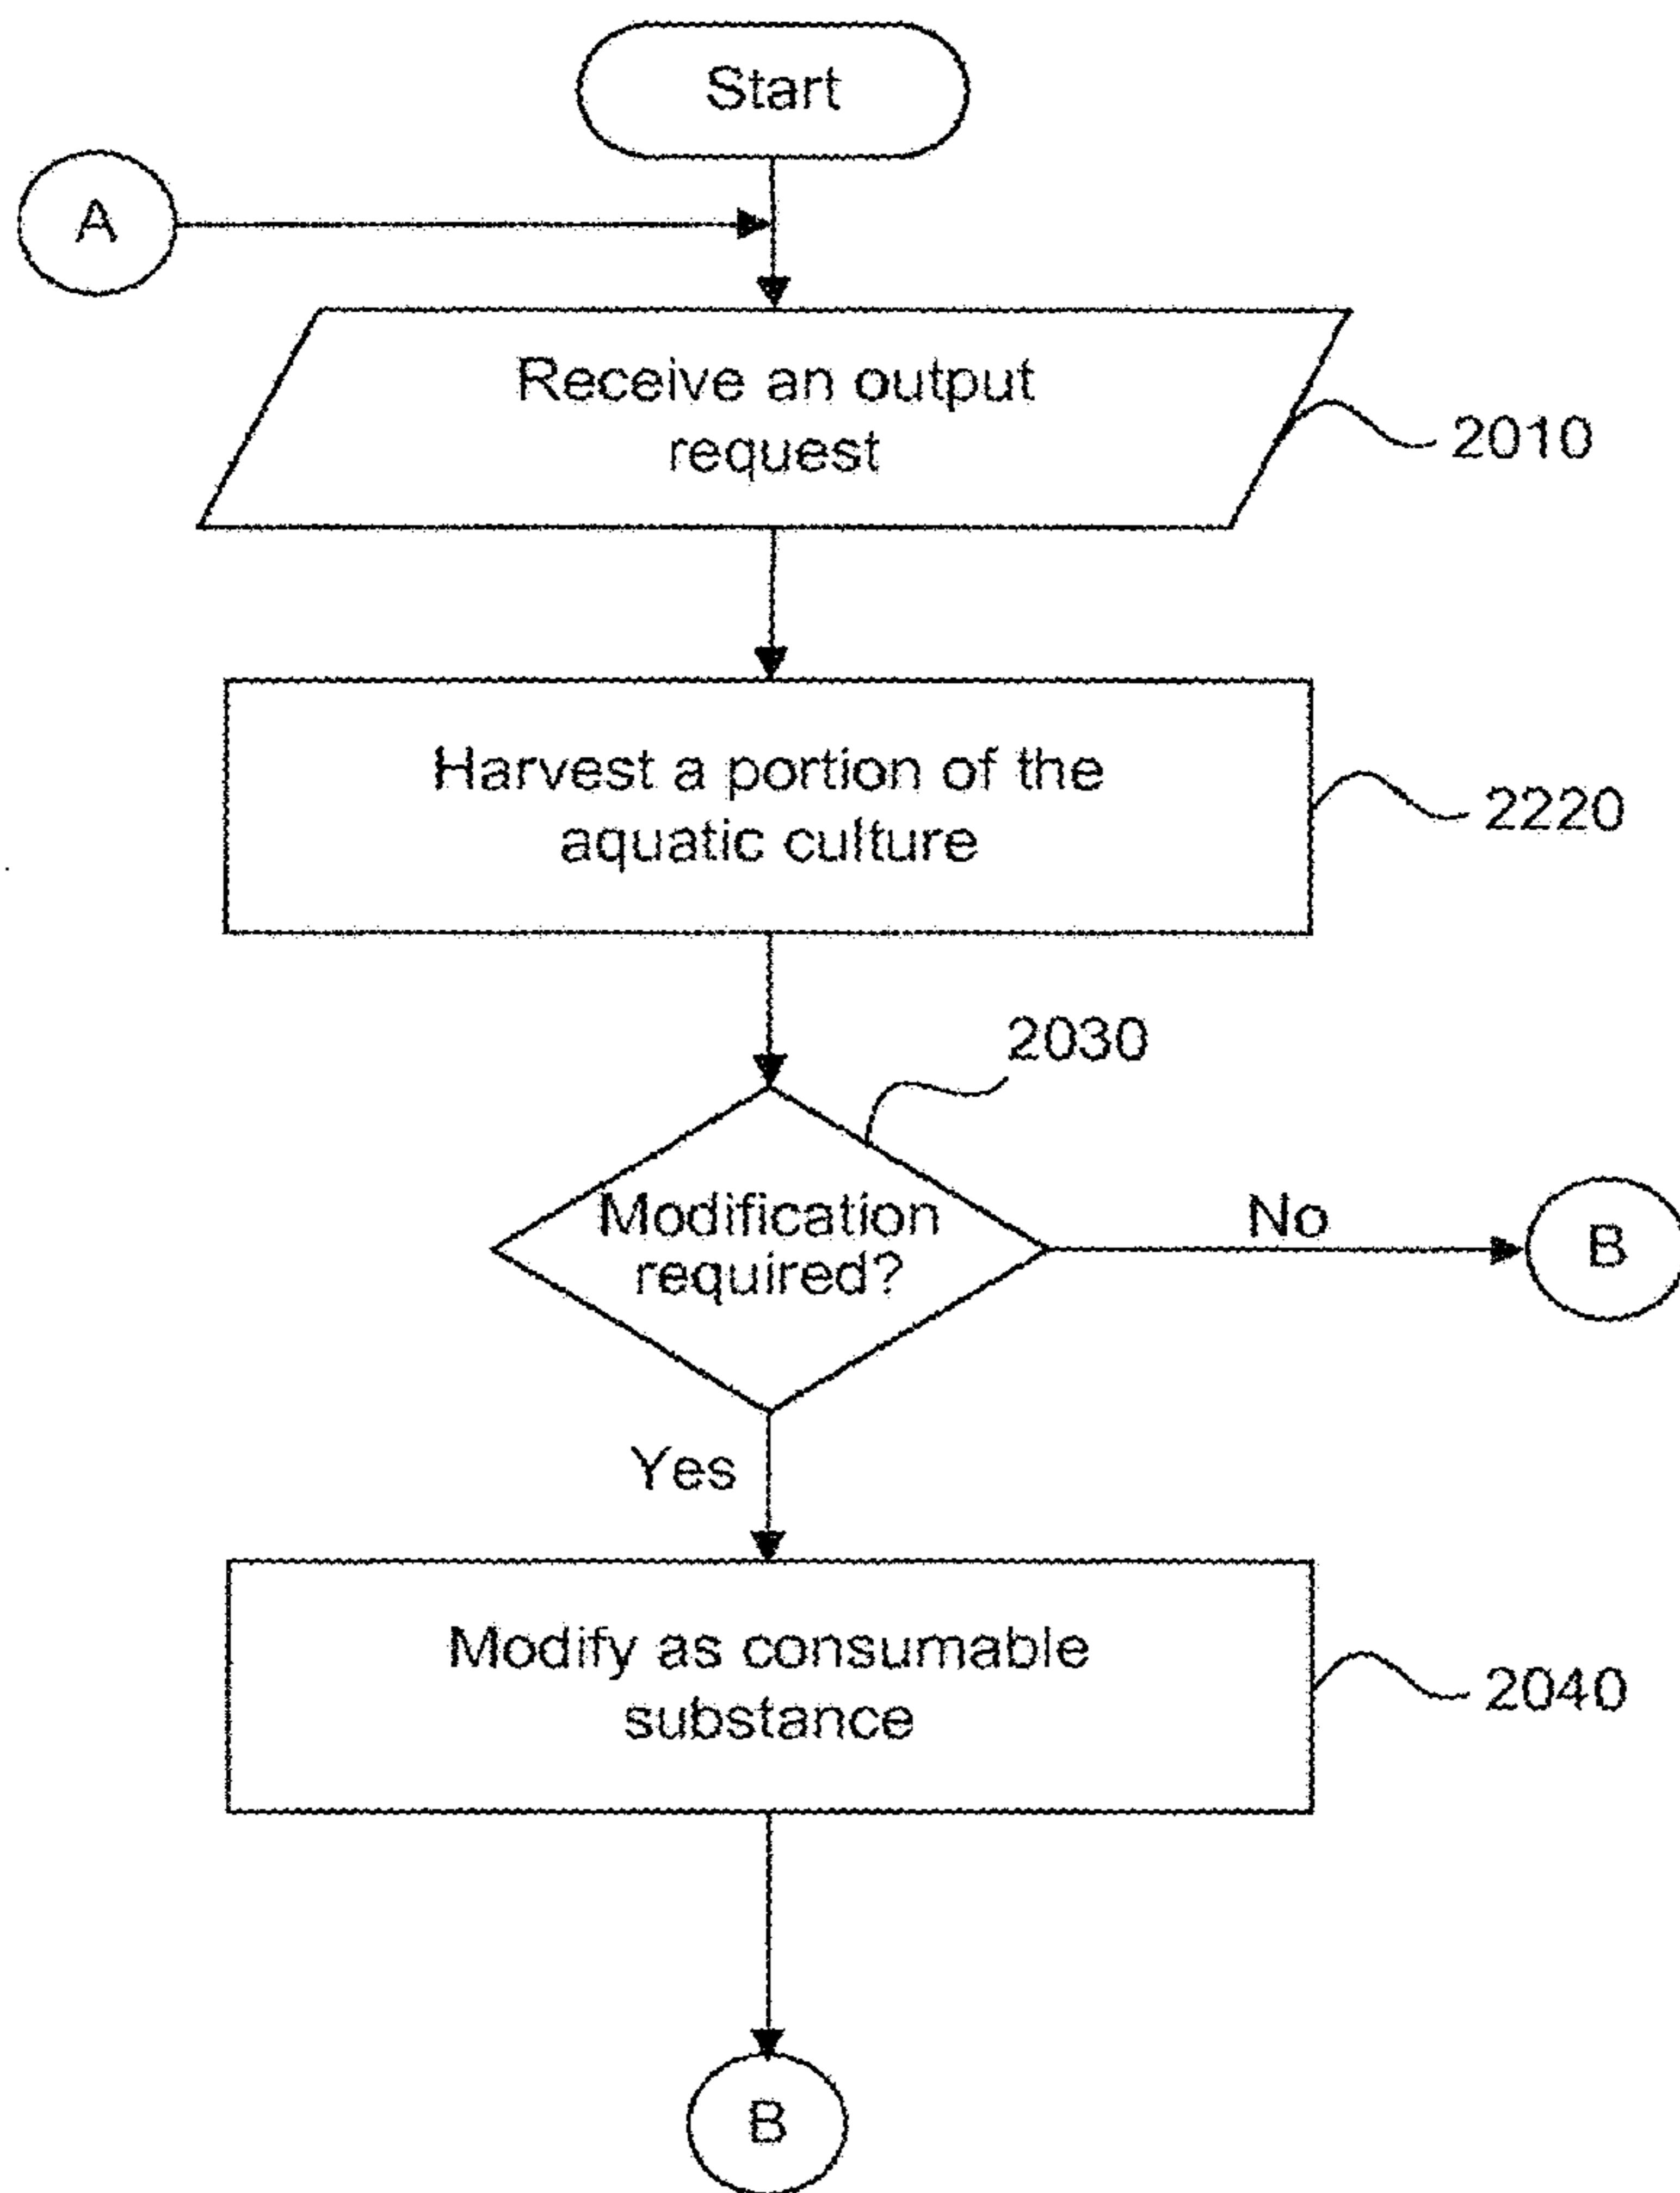 Start
A
Receive an output
request
2010
Harvest a portion of the
aquatic culture
2220
2030
Modification
required?
No
B
Yes
Modify as consumable
substance
2040
B